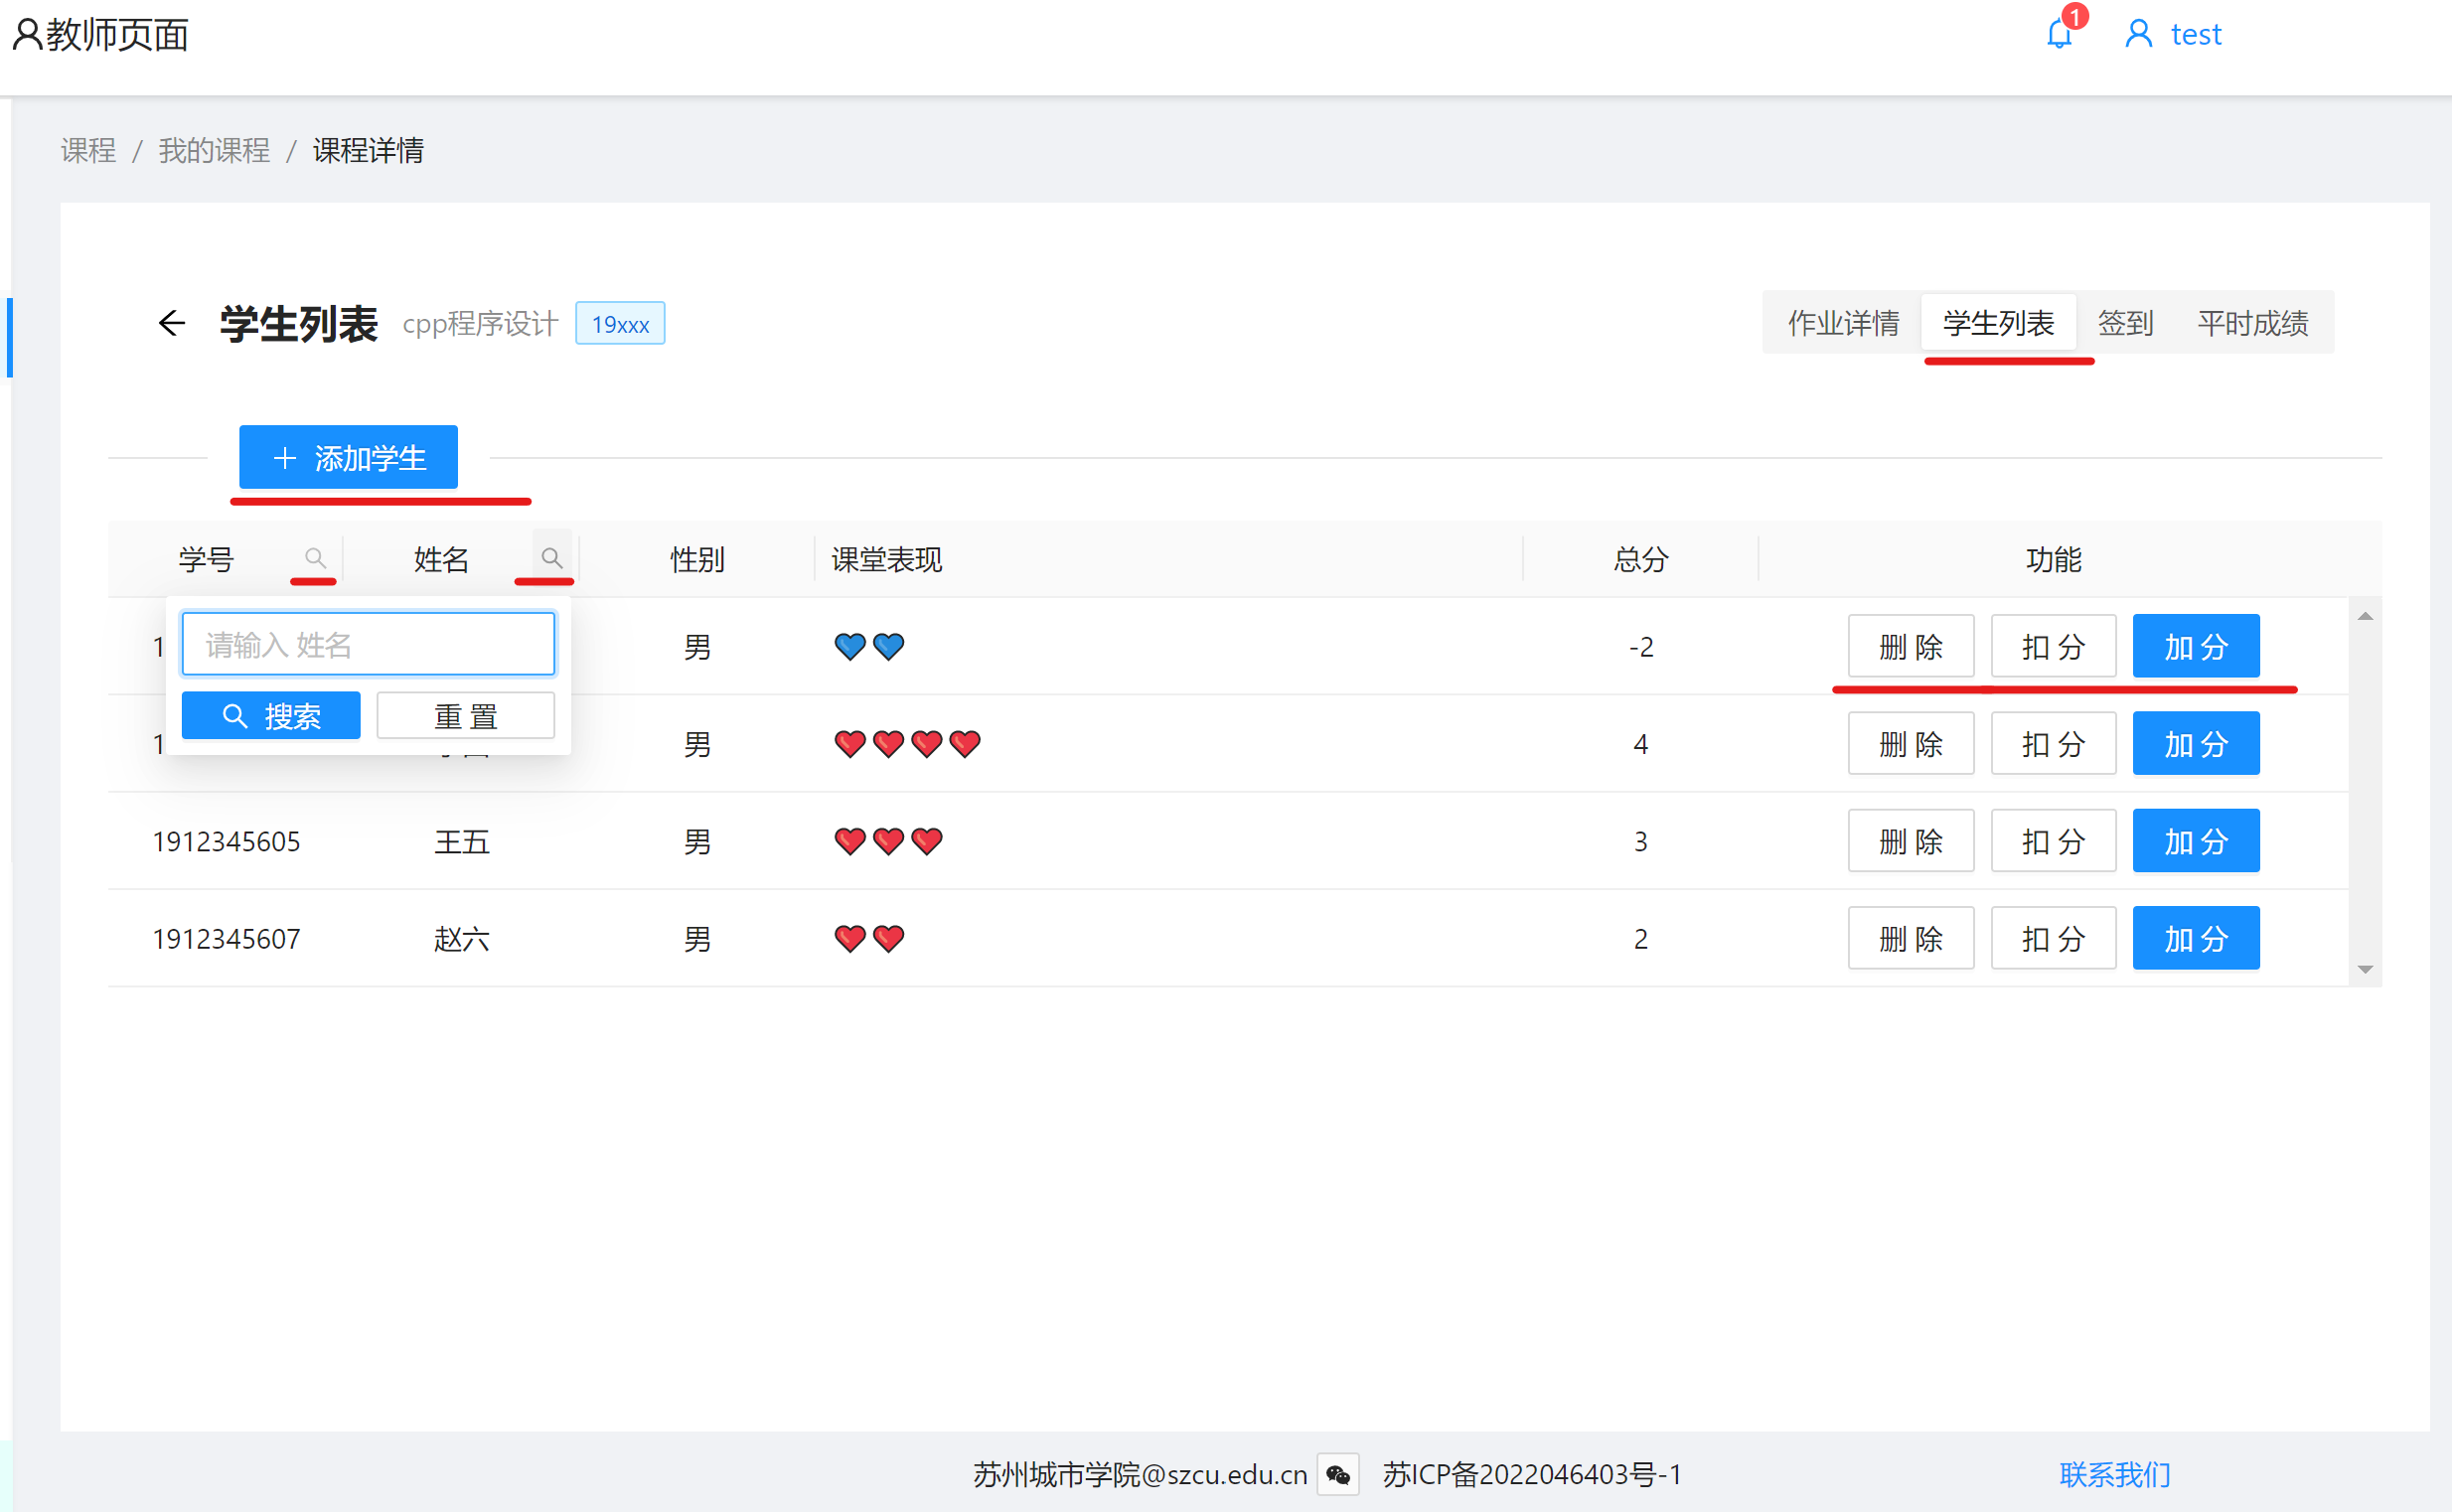 教师页面
1
test
课程 / 我的课程 / 课程详情
学生列表 cpp程序设计 19xxx
作业详情 学生列表 签到 平时成绩
+ 添加学生
学号 姓名 性别 课堂表现 总分 功能
请输入 姓名
搜索 重 置
1 男 -2 删 除 扣 分 加 分
1 男 4 删 除 扣 分 加 分
1912345605 王五 男 3 删 除 扣 分 加 分
1912345607 赵六 男 2 删 除 扣 分 加 分
苏州城市学院@szcu.edu.cn 苏ICP备2022046403号-1 联系我们